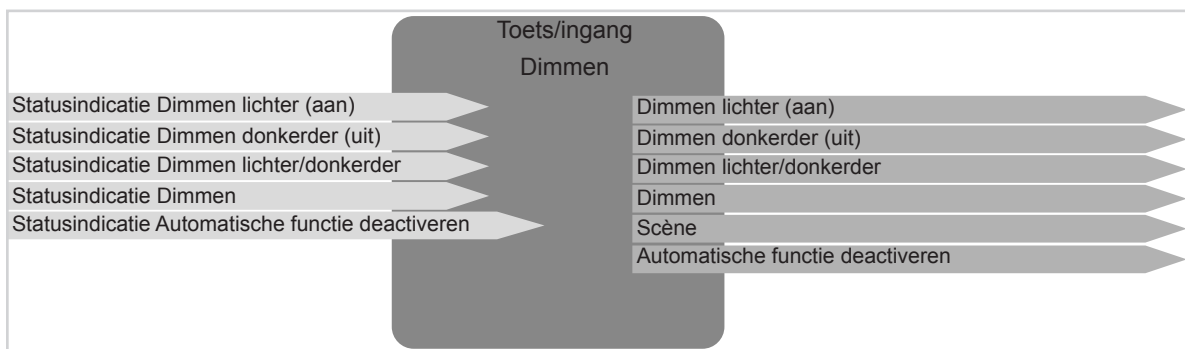 Toets/ingang
Dimmen
Statusindicatie Dimmen lichter (aan)
Statusindicatie Dimmen donkerder (uit)
Statusindicatie Dimmen lichter/donkerder
Statusindicatie Dimmen
Statusindicatie Automatische functie deactiveren
Dimmen lichter (aan)
Dimmen donkerder (uit)
Dimmen lichter/donkerder
Dimmen
Scène
Automatische functie deactiveren